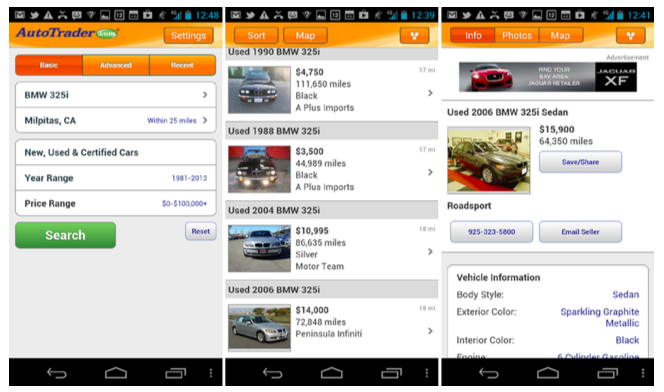 12:48
AutoTrader.com
Settings
Basic Advanced Recent
BMW 325i
Milpitas, CA Within 25 miles
New, Used & Certified Cars
Year Range 1981-2013
Price Range $0-$100,000+
Search
Reset
12:39
Sort Map
Used 1990 BMW 325i
$4,750 17 mi
111,650 miles
Black
A Plus Imports
Used 1988 BMW 325i
$3,500 17 mi
44,989 miles
Black
A Plus Imports
Used 2004 BMW 325i
$10,995 18 mi
86,635 miles
Silver
Motor Team
Used 2006 BMW 325i
$14,000 18 mi
72,848 miles
Peninsula Infiniti
12:41
Info Photos Map
Advertisement
FIND YOUR
BAY AREA
JAGUAR RETAILER
JAGUAR
XF
Used 2006 BMW 325i Sedan
$15,900
64,350 miles
Save/Share
Roadsport
925-323-5800 Email Seller
Vehicle Information
Body Style: Sedan
Exterior Color: Sparkling Graphite
Metallic
Interior Color: Black
Engine: 6 Cylinder Gasoline